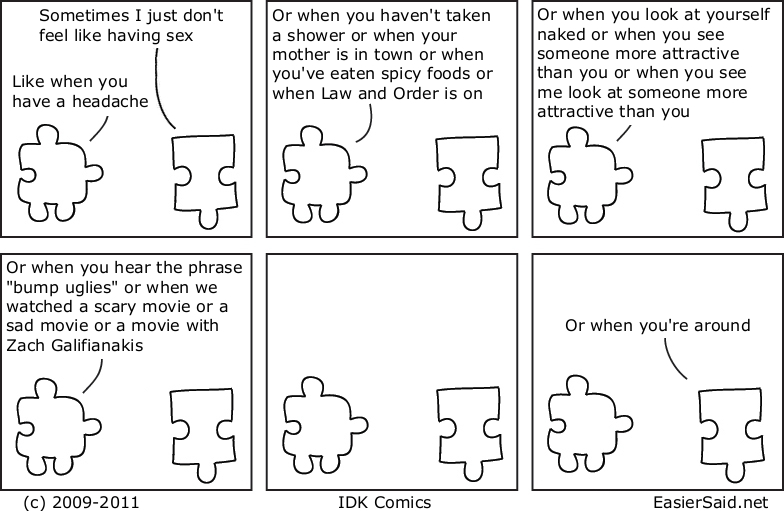 Sometimes I just don't
feel like having sex
Like when you
have a headache
Or when you haven't taken
a shower or when your
mother is in town or when
you've eaten spicy foods or
when Law and Order is on
Or when you look at yourself
naked or when you see
someone more attractive
than you or when you see
me look at someone more
attractive than you
Or when you hear the phrase
"bump uglies" or when we
watched a scary movie or a
sad movie or a movie with
Zach Galifianakis
Or when you're around
(c) 2009-2011
IDK Comics
EasierSaid.net